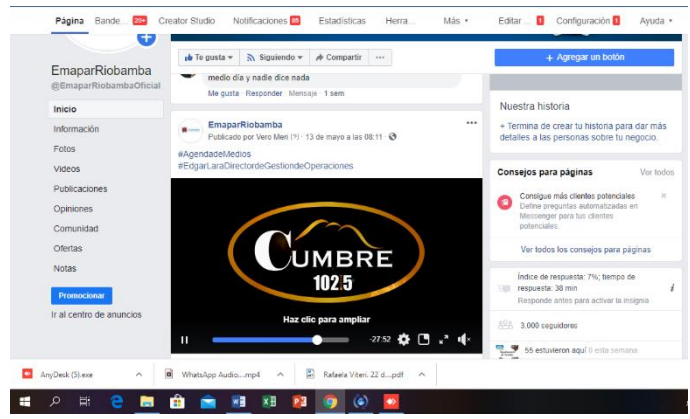 Página Bande... 20+ Creator Studio Notificaciones 85 Estadísticas Herra... Más Editar ... 1 Configuración 1 Ayuda
Te gusta Siguiendo Compartir ...
+ Agregar un botón
EmaparRiobamba
@EmaparRiobambaOficial
Inicio
Información
Fotos
Videos
Publicaciones
Opiniones
Comunidad
Ofertas
Notas
Promocionar
Ir al centro de anuncios
medio día y nadie dice nada
Me gusta · Responder · Mensaje · 1 sem
EmaparRiobamba
Publicado por Vero Meri [?] · 13 de mayo a las 08:11 ·
#AgendadeMedios
#EdgarLaraDirectordeGestiondeOperaciones
CUMBRE
102.5
Haz clic para ampliar
-27:52
Nuestra historia
+ Termina de crear tu historia para dar más
detalles a las personas sobre tu negocio.
Consejos para páginas Ver todos
Consigue más clientes potenciales
Define preguntas automatizadas en
Messenger para tus clientes
potenciales.
Ver todos los consejos para páginas
Índice de respuesta: 7%; tiempo de
respuesta: 38 min
Responde antes para activar la insignia
3.000 seguidores
55 estuvieron aquí 0 esta semana
AnyDesk (5).exe
WhatsApp Audio....mp4
Rafaela Viteri. 22 d....pdf